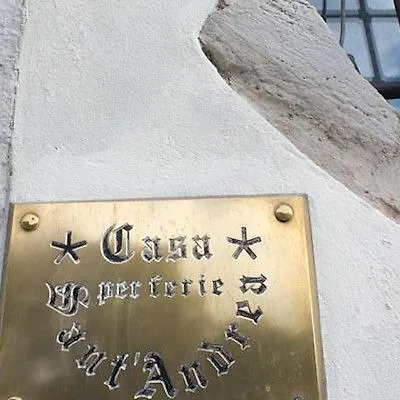 * Casa *
per ferie
Sant'Andrea